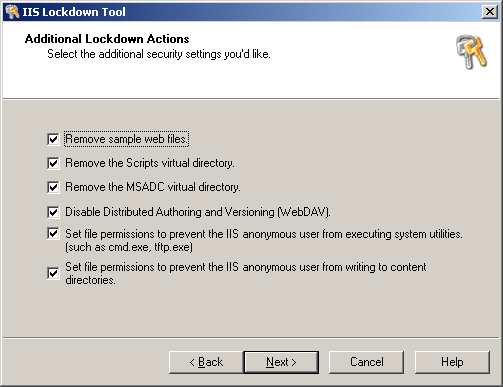 IIS Lockdown Tool
Additional Lockdown Actions
Select the additional security settings you'd like.
Remove sample web files.
Remove the Scripts virtual directory.
Remove the MSADC virtual directory.
Disable Distributed Authoring and Versioning (WebDAV).
Set file permissions to prevent the IIS anonymous user from executing system utilities.
(such as cmd.exe, tftp.exe)
Set file permissions to prevent the IIS anonymous user from writing to content
directories.
< Back Next > Cancel Help